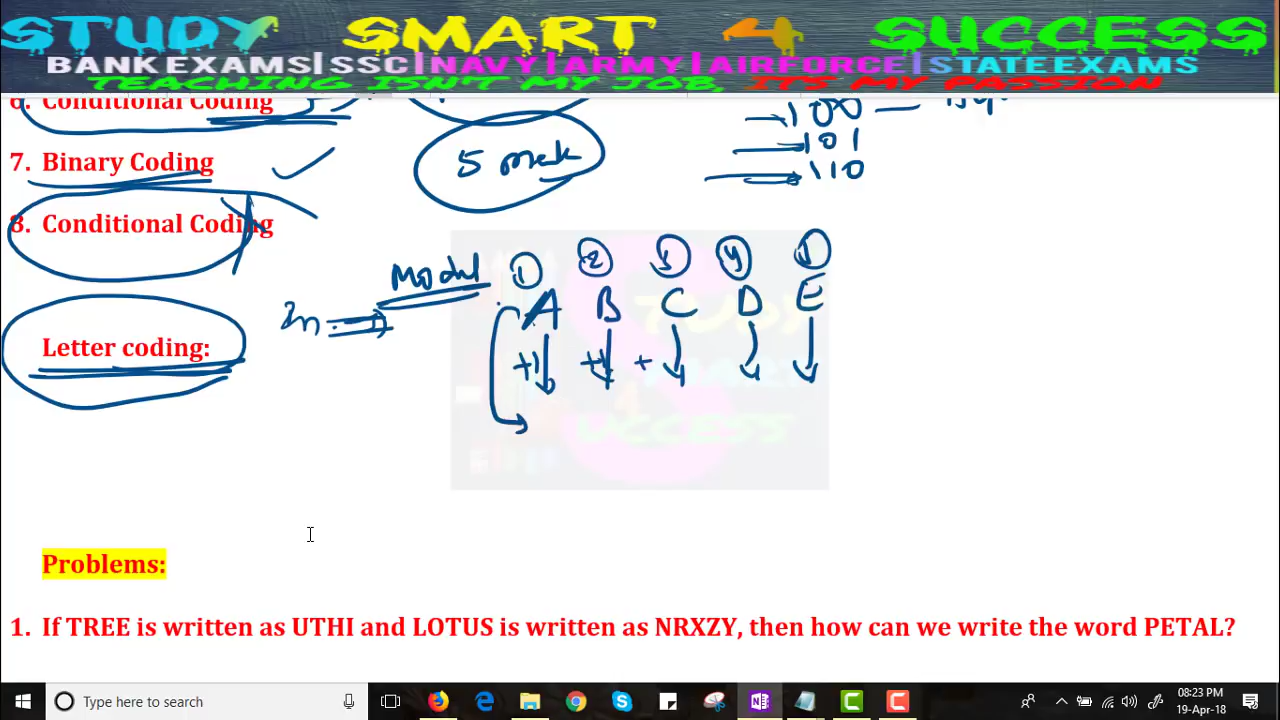 STUDY SMART 4 SUCCESS
BANK EXAMS|SSC|NAVY|ARMY|AIRFORCE|STATE EXAMS
TEACHING ISN'T MY JOB, IT'S MY PASSION
6. Conditional Coding
100
101
110
7. Binary Coding
5 mark
8. Conditional Coding
1 2 3 4
Model
A B C D E
Letter coding:
+1 +1 +
Problems:
1. If TREE is written as UTHI and LOTUS is written as NRXZY, then how can we write the word PETAL?
Type here to search
08:23 PM
19-Apr-18